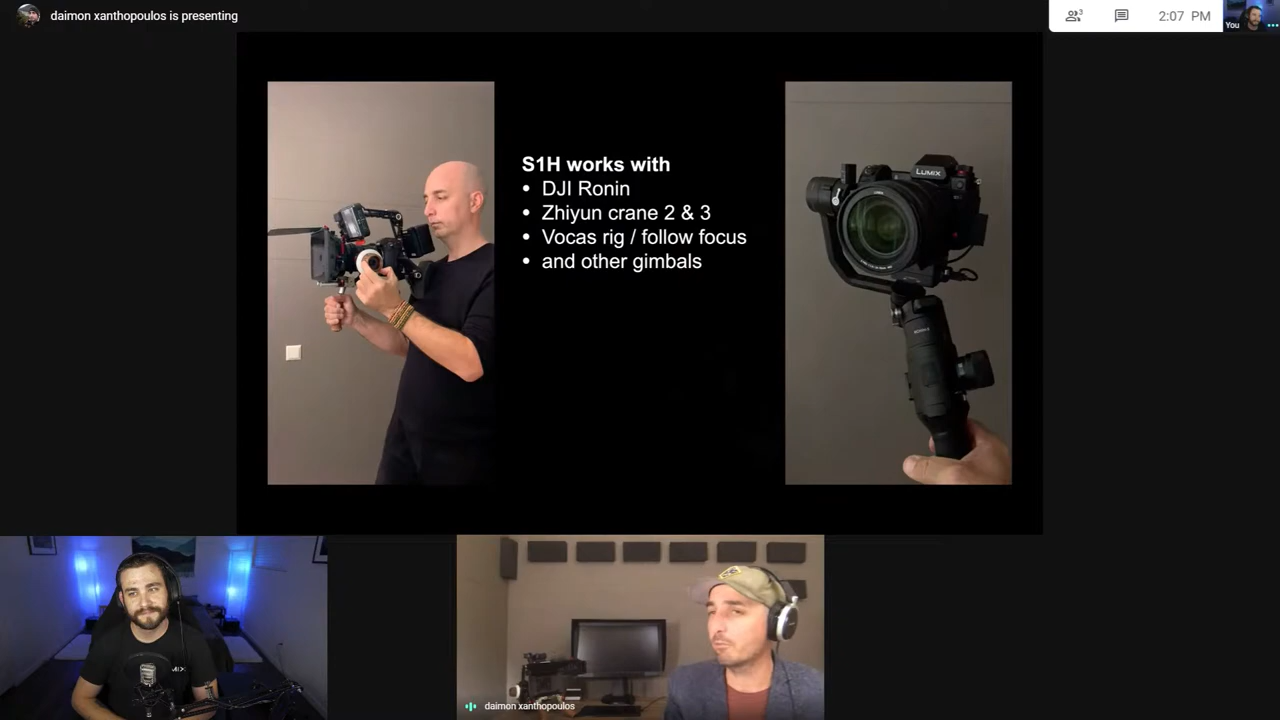 daimon xanthopoulos is presenting
3
2:07 PM
You
S1H works with
• DJI Ronin
• Zhiyun crane 2 & 3
• Vocas rig / follow focus
• and other gimbals
LUMIX
daimon xanthopoulos